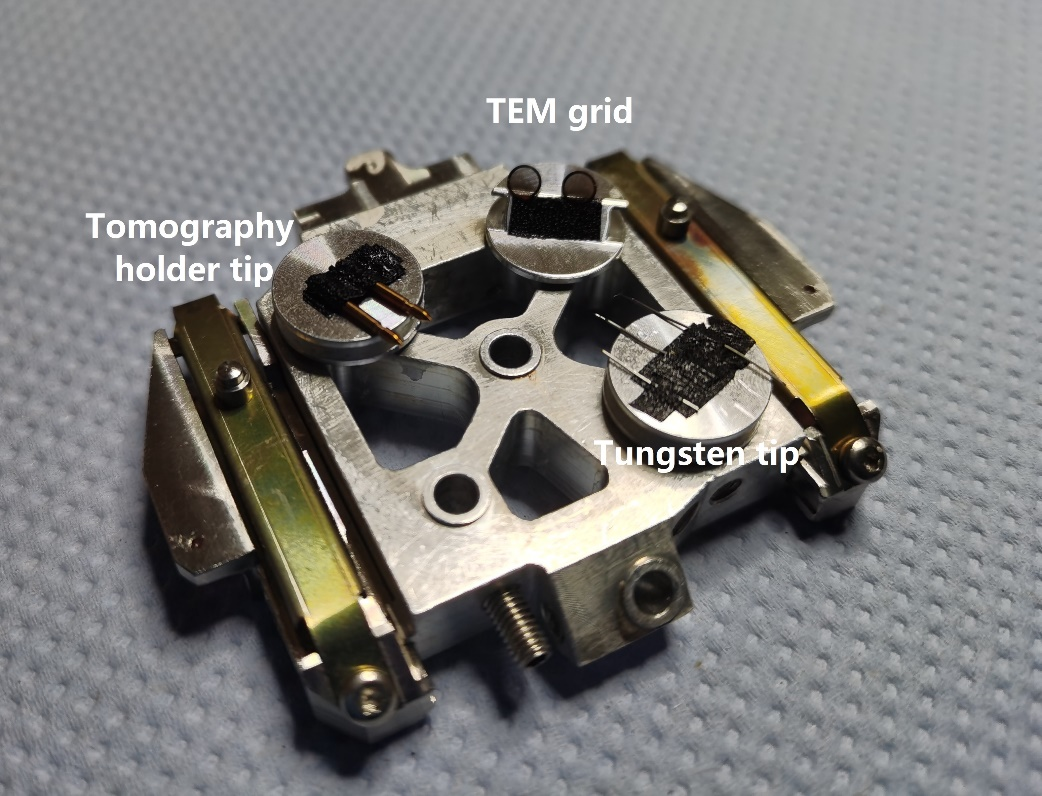 TEM grid
Tomography
holder tip
Tungsten tip